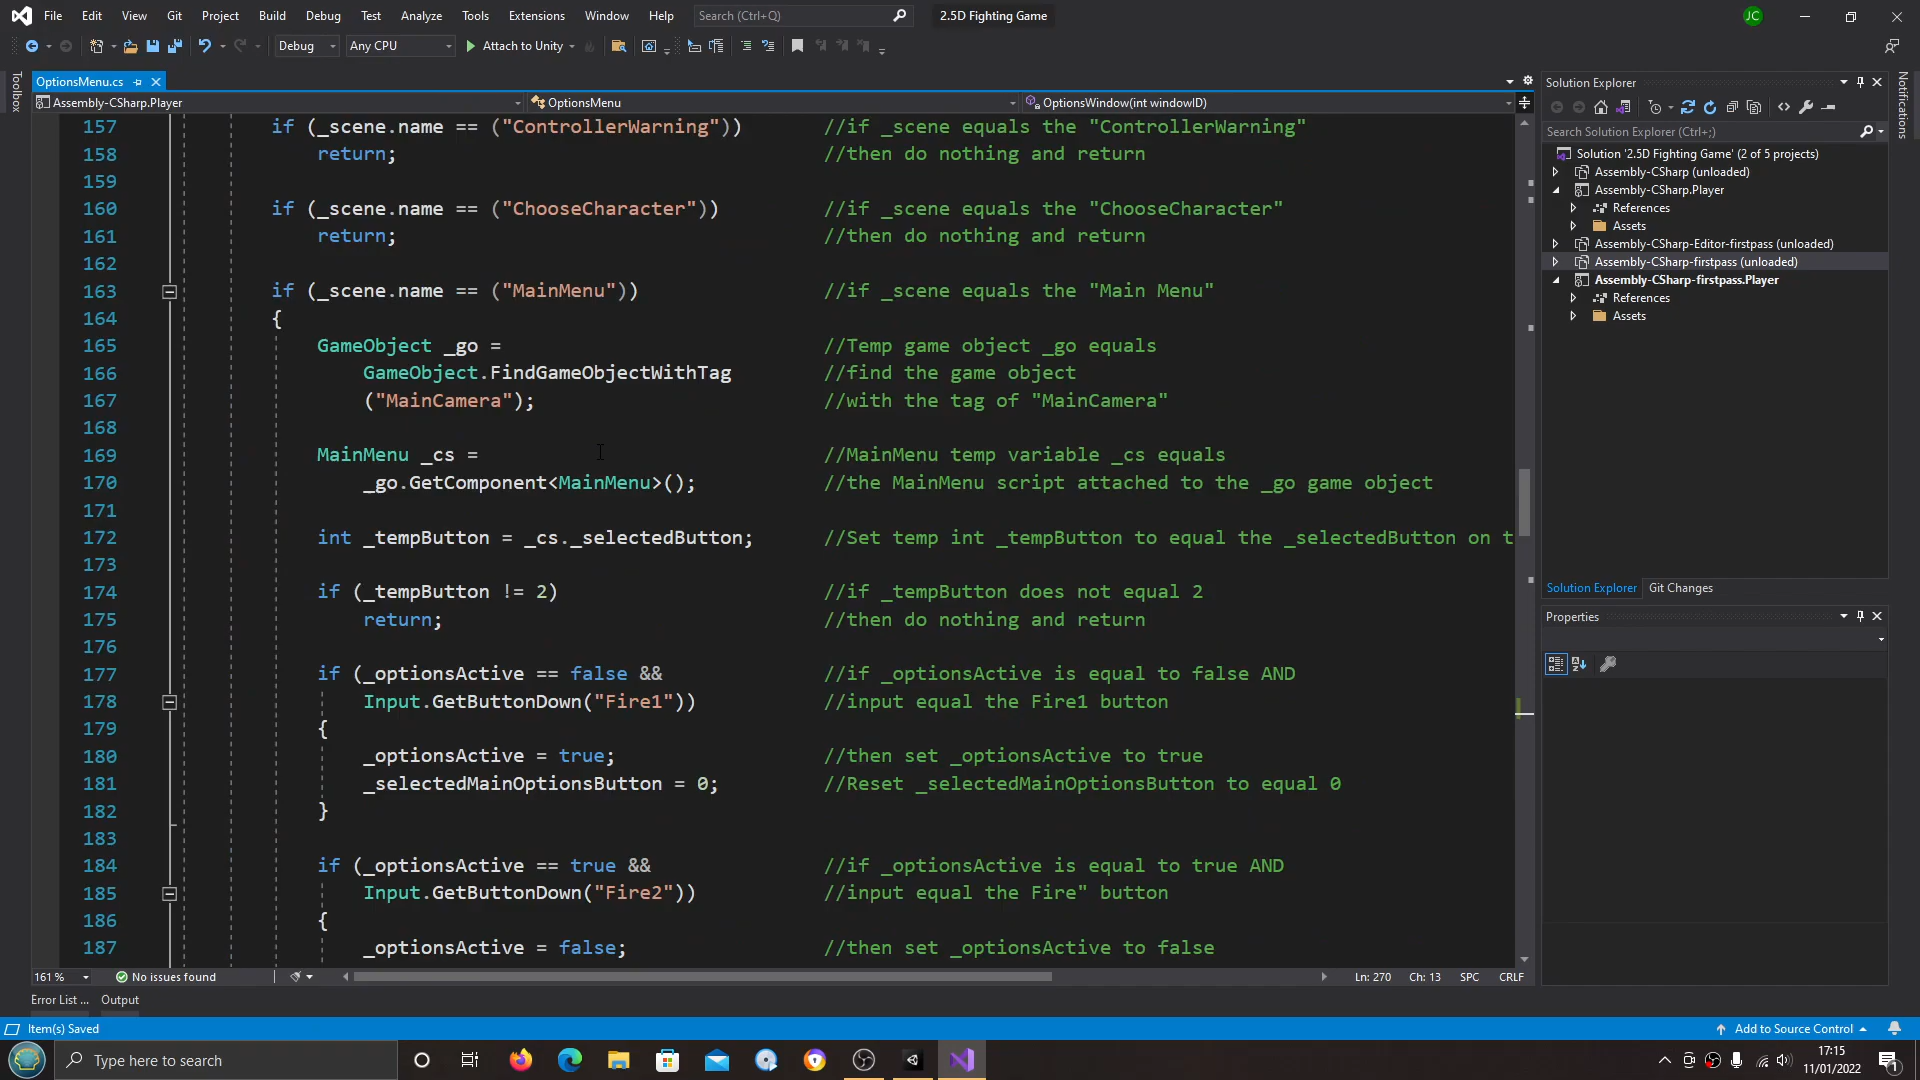 File Edit View Git Project Build Debug Test Analyze Tools Extensions Window Help Search (Ctrl+Q) 2.5D Fighting Game JC
Debug Any CPU Attach to Unity
Toolbox
OptionsMenu.cs
Assembly-CSharp.Player OptionsMenu OptionsWindow(int windowID)
157 if (_scene.name == ("ControllerWarning")) //if _scene equals the "ControllerWarning"
158 return; //then do nothing and return
159
160 if (_scene.name == ("ChooseCharacter")) //if _scene equals the "ChooseCharacter"
161 return; //then do nothing and return
162
163 if (_scene.name == ("MainMenu")) //if _scene equals the "Main Menu"
164 {
165 GameObject _go = //Temp game object _go equals
166 GameObject.FindGameObjectWithTag //find the game object
167 ("MainCamera"); //with the tag of "MainCamera"
168
169 MainMenu _cs = //MainMenu temp variable _cs equals
170 _go.GetComponent<MainMenu>(); //the MainMenu script attached to the _go game object
171
172 int _tempButton = _cs._selectedButton; //Set temp int _tempButton to equal the _selectedButton on t
173
174 if (_tempButton != 2) //if _tempButton does not equal 2
175 return; //then do nothing and return
176
177 if (_optionsActive == false && //if _optionsActive is equal to false AND
178 Input.GetButtonDown("Fire1")) //input equal the Fire1 button
179 {
180 _optionsActive = true; //then set _optionsActive to true
181 _selectedMainOptionsButton = 0; //Reset _selectedMainOptionsButton to equal 0
182 }
183
184 if (_optionsActive == true && //if _optionsActive is equal to true AND
185 Input.GetButtonDown("Fire2")) //input equal the Fire" button
186 {
187 _optionsActive = false; //then set _optionsActive to false
161 % No issues found Ln: 270 Ch: 13 SPC CRLF
Error List ... Output
Solution Explorer
Search Solution Explorer (Ctrl+;)
Solution '2.5D Fighting Game' (2 of 5 projects)
Assembly-CSharp (unloaded)
Assembly-CSharp.Player
References
Assets
Assembly-CSharp-Editor-firstpass (unloaded)
Assembly-CSharp-firstpass (unloaded)
Assembly-CSharp-firstpass.Player
References
Assets
Solution Explorer Git Changes
Properties
Notifications
Item(s) Saved Add to Source Control
Type here to search 17:15
11/01/2022
1